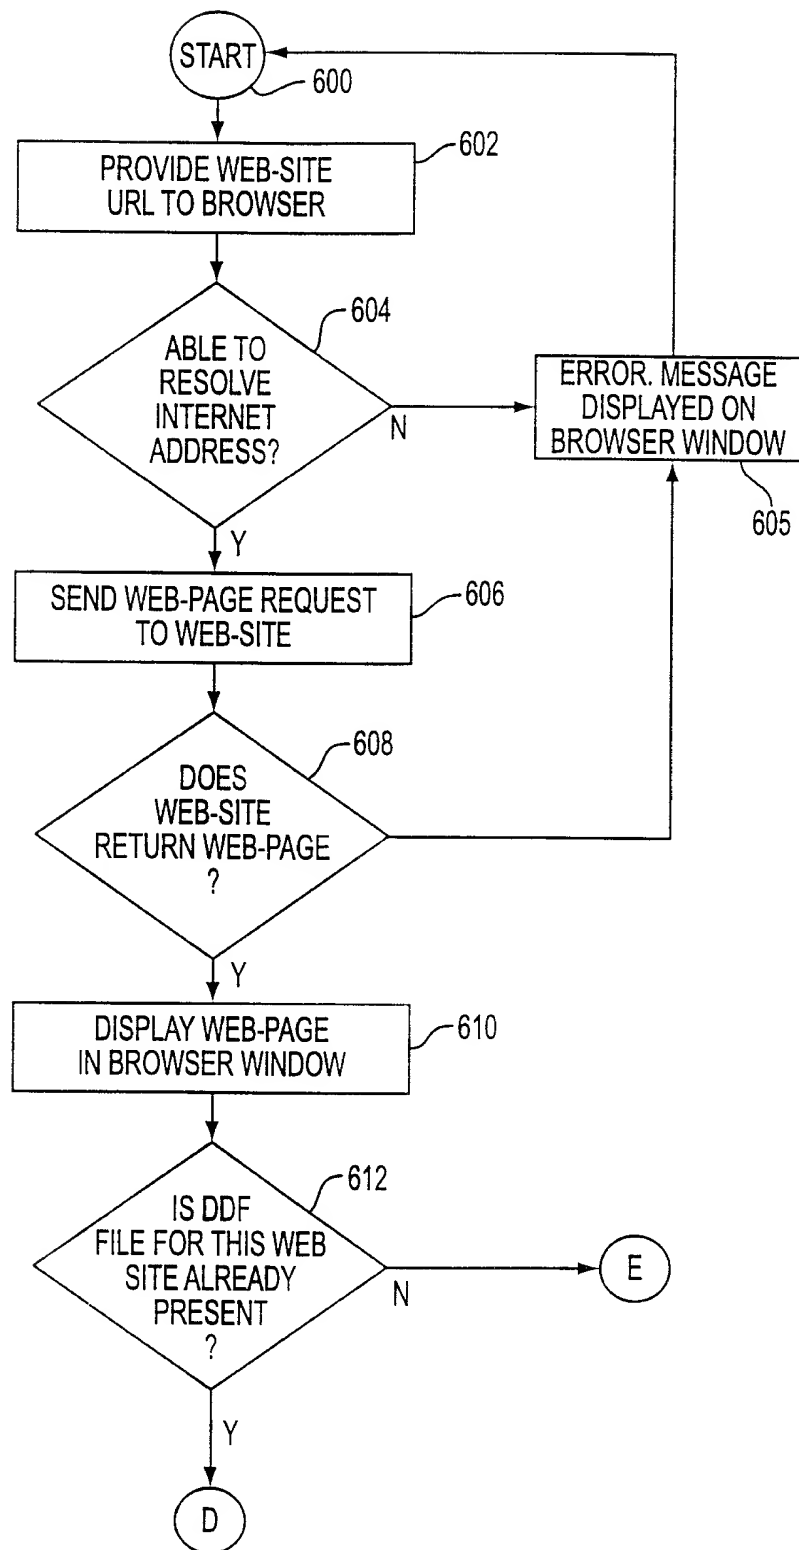 START
600
PROVIDE WEB-SITE
URL TO BROWSER
602
ABLE TO
RESOLVE
INTERNET
ADDRESS?
604
N
ERROR. MESSAGE
DISPLAYED ON
BROWSER WINDOW
605
Y
SEND WEB-PAGE REQUEST
TO WEB-SITE
606
DOES
WEB-SITE
RETURN WEB-PAGE
?
608
Y
DISPLAY WEB-PAGE
IN BROWSER WINDOW
610
IS DDF
FILE FOR THIS WEB
SITE ALREADY
PRESENT
?
612
N
E
Y
D